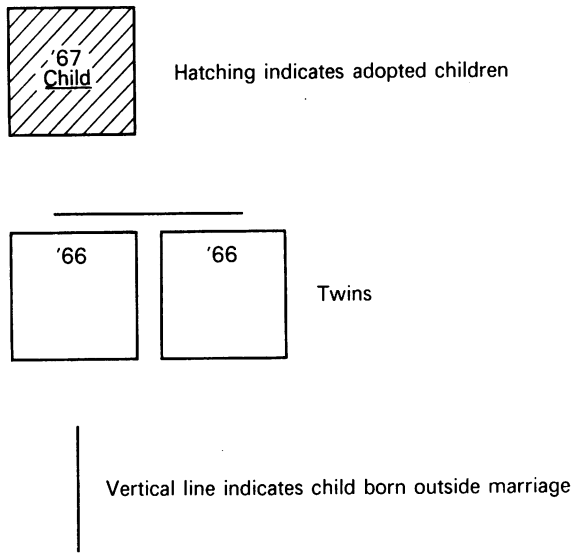 '67
Child
Hatching indicates adopted children
'66
'66
Twins
Vertical line indicates child born outside marriage